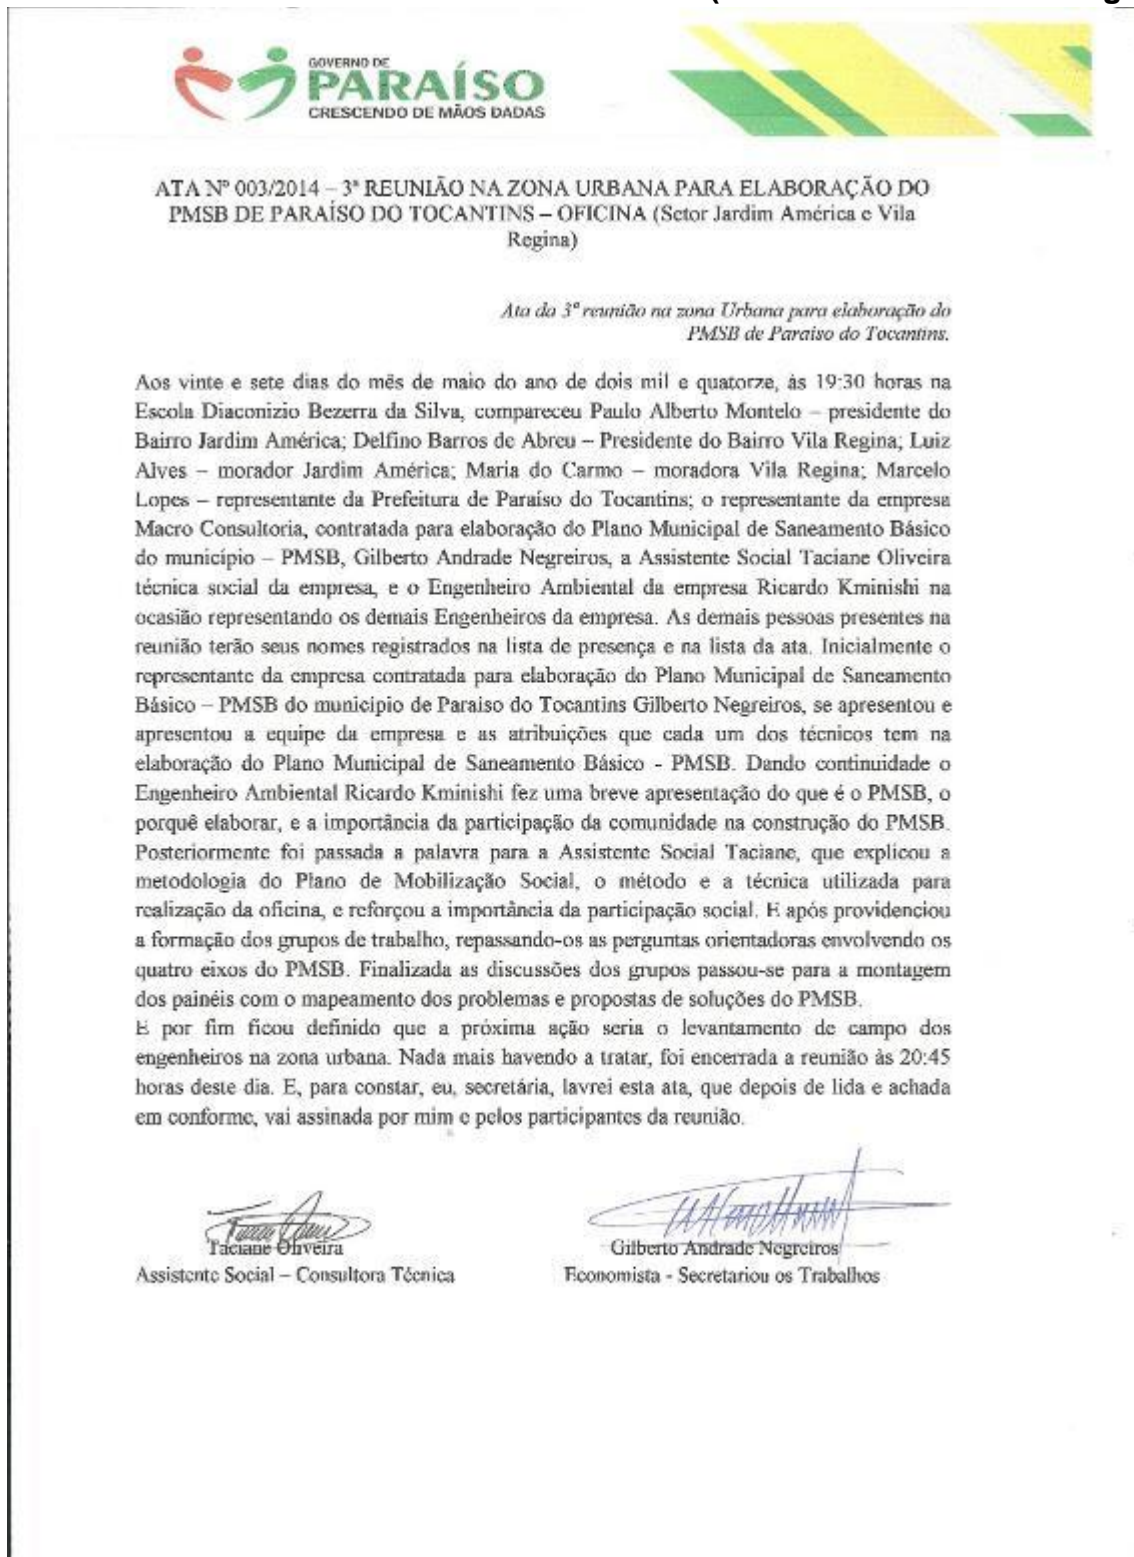 GOVERNO DE
PARAÍSO
CRESCENDO DE MÃOS DADAS
ATA Nº 003/2014 – 3ª REUNIÃO NA ZONA URBANA PARA ELABORAÇÃO DO
PMSB DE PARAÍSO DO TOCANTINS – OFICINA (Setor Jardim América e Vila
Regina)
Ata da 3ª reunião na zona Urbana para elaboração do
PMSB de Paraíso do Tocantins.
Aos vinte e sete dias do mês de maio do ano de dois mil e quatorze, às 19:30 horas na
Escola Diaconizio Bezerra da Silva, compareceu Paulo Alberto Montelo – presidente do
Bairro Jardim América; Delfino Barros de Abreu – Presidente do Bairro Vila Regina; Luiz
Alves – morador Jardim América; Maria do Carmo – moradora Vila Regina; Marcelo
Lopes – representante da Prefeitura de Paraíso do Tocantins; o representante da empresa
Macro Consultoria, contratada para elaboração do Plano Municipal de Saneamento Básico
do município – PMSB, Gilberto Andrade Negreiros, a Assistente Social Taciane Oliveira
técnica social da empresa, e o Engenheiro Ambiental da empresa Ricardo Kminishi na
ocasião representando os demais Engenheiros da empresa. As demais pessoas presentes na
reunião terão seus nomes registrados na lista de presença e na lista da ata. Inicialmente o
representante da empresa contratada para elaboração do Plano Municipal de Saneamento
Básico – PMSB do município de Paraíso do Tocantins Gilberto Negreiros, se apresentou e
apresentou a equipe da empresa e as atribuições que cada um dos técnicos tem na
elaboração do Plano Municipal de Saneamento Básico - PMSB. Dando continuidade o
Engenheiro Ambiental Ricardo Kminishi fez uma breve apresentação do que é o PMSB, o
porquê elaborar, e a importância da participação da comunidade na construção do PMSB.
Posteriormente foi passada a palavra para a Assistente Social Taciane, que explicou a
metodologia do Plano de Mobilização Social, o método e a técnica utilizada para
realização da oficina, e reforçou a importância da participação social. E após providenciou
a formação dos grupos de trabalho, repassando-os as perguntas orientadoras envolvendo os
quatro eixos do PMSB. Finalizada as discussões dos grupos passou-se para a montagem
dos painéis com o mapeamento dos problemas e propostas de soluções do PMSB.
E por fim ficou definido que a próxima ação seria o levantamento de campo dos
engenheiros na zona urbana. Nada mais havendo a tratar, foi encerrada a reunião às 20:45
horas deste dia. E, para constar, eu, secretária, lavrei esta ata, que depois de lida e achada
em conforme, vai assinada por mim e pelos participantes da reunião.
Taciane Oliveira
Assistente Social – Consultora Técnica
Gilberto Andrade Negreiros
Economista - Secretariou os Trabalhos